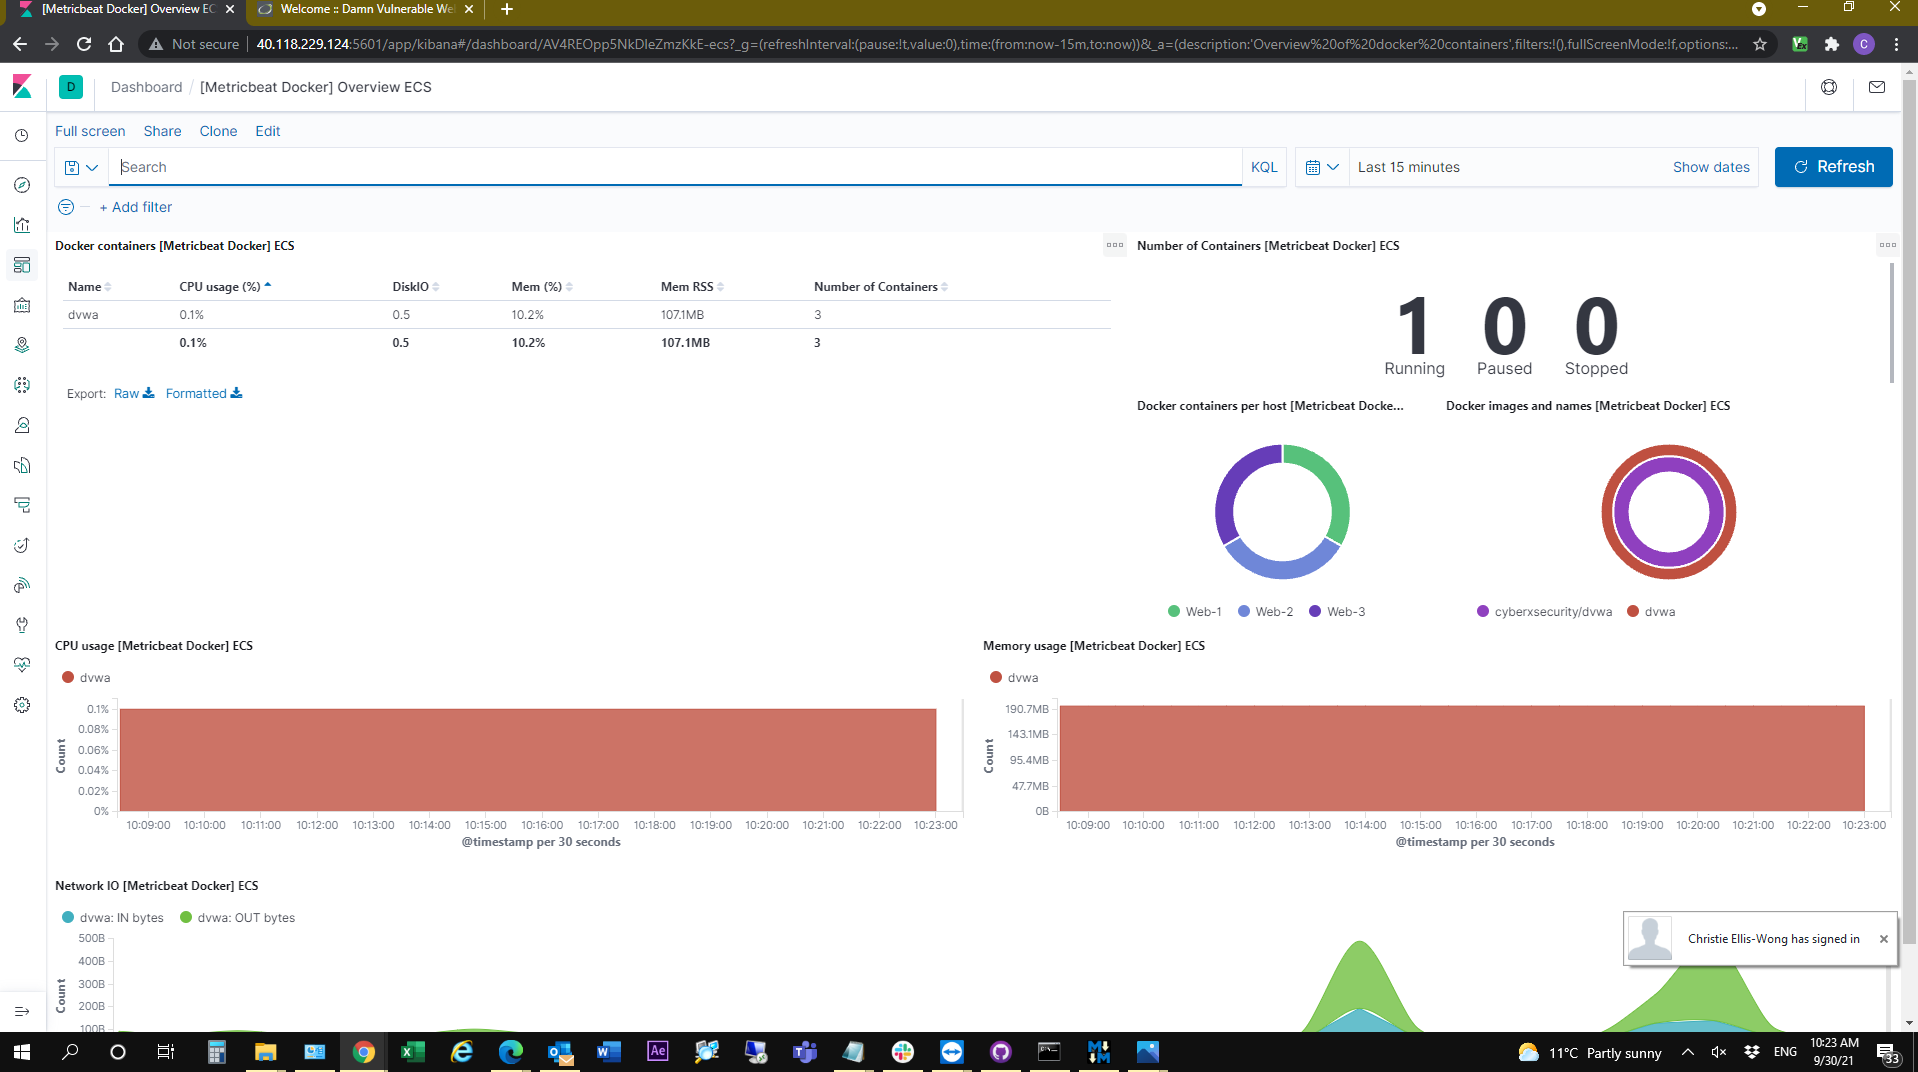 [Metricbeat Docker] Overview EC
Welcome :: Damn Vulnerable We
Not secure
40.118.229.124:5601/app/kibana#/dashboard/AV4REOpp5NkDleZmzKkE-ecs?_g=(refreshInterval:(pause:!t,value:0),time:(from:now-15m,to:now))&_a=(description:'Overview%20of%20docker%20containers',filters:!(),fullScreenMode:!f,options:...
C
D
Dashboard / [Metricbeat Docker] Overview ECS
Full screen Share Clone Edit
Search
KQL
Last 15 minutes
Show dates
Refresh
+ Add filter
Docker containers [Metricbeat Docker] ECS
Name CPU usage (%) DiskIO Mem (%) Mem RSS Number of Containers
dvwa 0.1% 0.5 10.2% 107.1MB 3
0.1% 0.5 10.2% 107.1MB 3
Export: Raw Formatted
Number of Containers [Metricbeat Docker] ECS
1 0 0
Running Paused Stopped
Docker containers per host [Metricbeat Docke...
Web-1 Web-2 Web-3
Docker images and names [Metricbeat Docker] ECS
cyberxsecurity/dvwa dvwa
CPU usage [Metricbeat Docker] ECS
dvwa
Count
0.1%
0.08%
0.06%
0.04%
0.02%
0%
10:09:00 10:10:00 10:11:00 10:12:00 10:13:00 10:14:00 10:15:00 10:16:00 10:17:00 10:18:00 10:19:00 10:20:00 10:21:00 10:22:00 10:23:00
@timestamp per 30 seconds
Memory usage [Metricbeat Docker] ECS
dvwa
Count
190.7MB
143.1MB
95.4MB
47.7MB
0B
10:09:00 10:10:00 10:11:00 10:12:00 10:13:00 10:14:00 10:15:00 10:16:00 10:17:00 10:18:00 10:19:00 10:20:00 10:21:00 10:22:00 10:23:00
@timestamp per 30 seconds
Network IO [Metricbeat Docker] ECS
dvwa: IN bytes dvwa: OUT bytes
Count
500B
400B
300B
200B
100B
Christie Ellis-Wong has signed in
11°C Partly sunny
ENG
10:23 AM
9/30/21
33